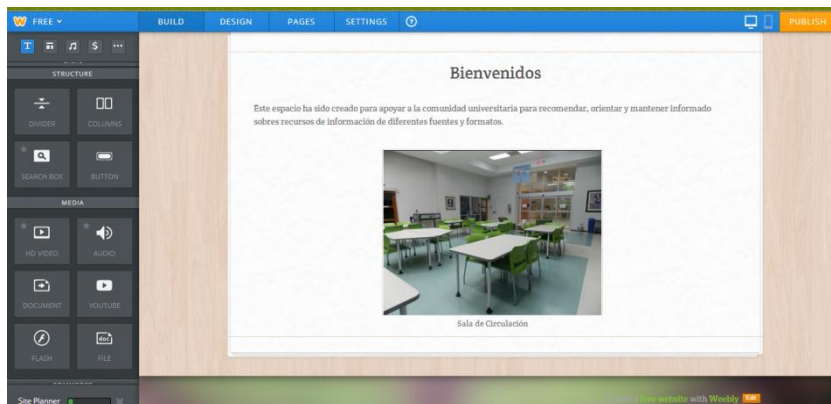 FREE
BUILD
DESIGN
PAGES
SETTINGS
PUBLISH
STRUCTURE
DIVIDER
COLUMNS
SEARCH BOX
BUTTON
MEDIA
HD VIDEO
AUDIO
DOCUMENT
YOUTUBE
FLASH
FILE
Site Planner
Bienvenidos
Este espacio ha sido creado para apoyar a la comunidad universitaria para recomendar, orientar y mantener informado
sobres recursos de información de diferentes fuentes y formatos.
Sala de Circulación
free website with Weebly